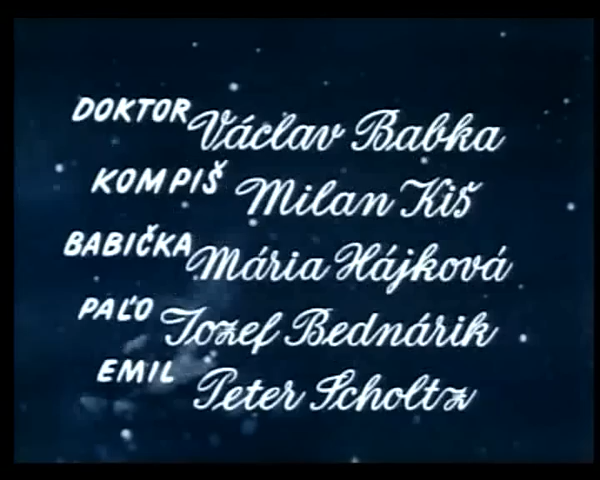 DOKTOR Václav Babka
KOMPIŠ Milan Kiš
BABIČKA Mária Hájková
PAĽO Jozef Bednárik
EMIL Peter Scholtz